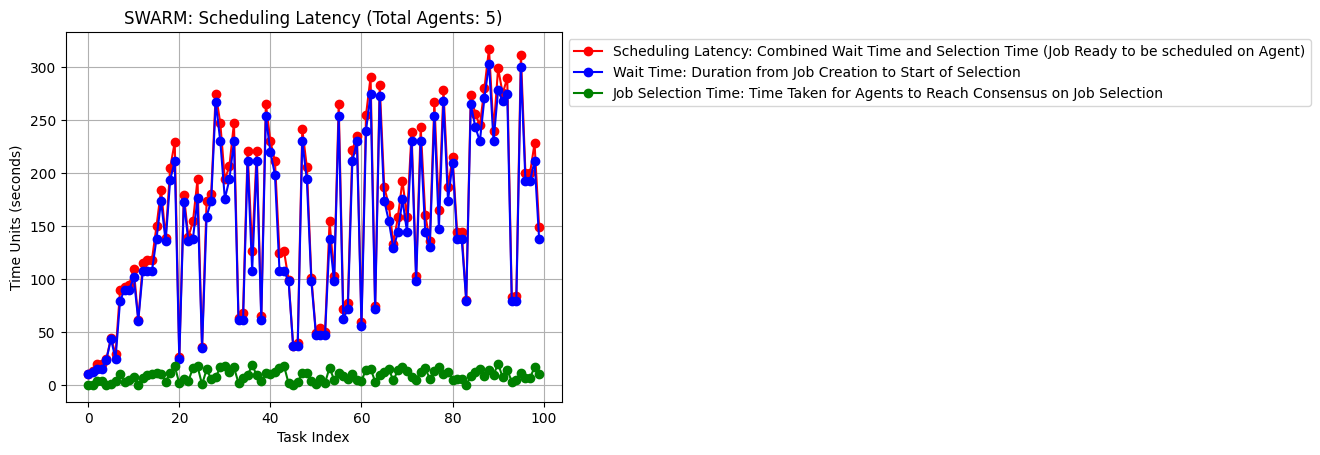 SWARM: Scheduling Latency (Total Agents: 5)
Scheduling Latency: Combined Wait Time and Selection Time (Job Ready to be scheduled on Agent)
Wait Time: Duration from Job Creation to Start of Selection
Job Selection Time: Time Taken for Agents to Reach Consensus on Job Selection
Time Units (seconds)
300
250
200
150
100
50
0
0 20 40 60 80 100
Task Index